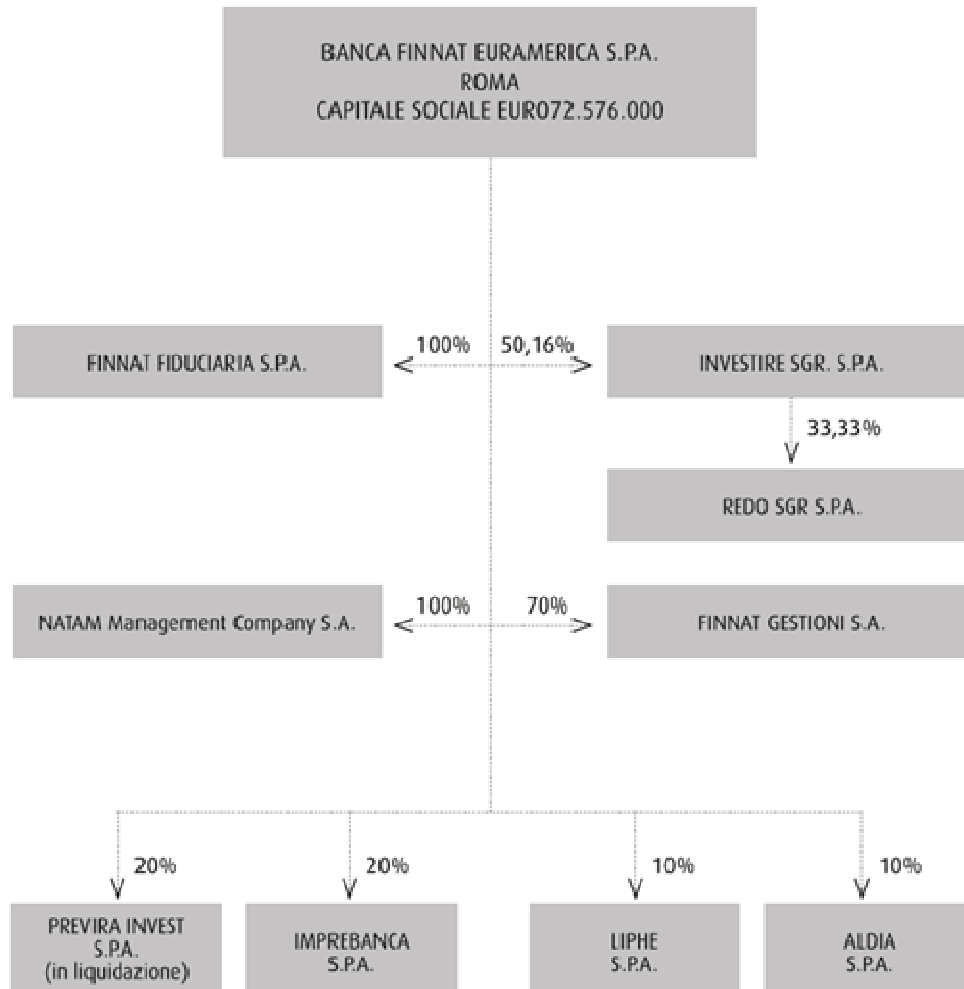 BANCA FINNAT EURAMERICA S.P.A.
ROMA
CAPITALE SOCIALE EURO72.576.000
FINNAT FIDUCIARIA S.P.A.
100%
50,16%
INVESTIRE SGR. S.P.A.
33,33%
REDO SGR S.P.A.
NATAM Management Company S.A.
100%
70%
FINNAT GESTIONI S.A.
20%
20%
10%
10%
PREVIRA INVEST
S.P.A.
(in liquidazione)
IMPREBANCA
S.P.A.
LIPHE
S.P.A.
ALDIA
S.P.A.